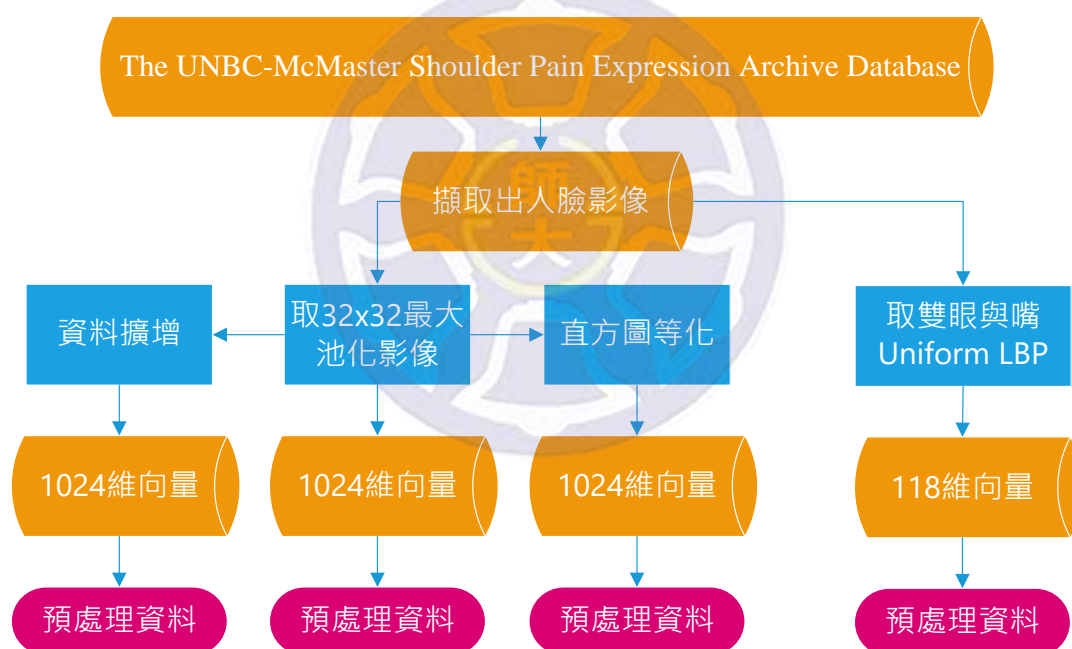 The UNBC-McMaster Shoulder Pain Expression Archive Database
擷取出人臉影像
師大
資料擴增
取32x32最大
池化影像
直方圖等化
取雙眼與嘴
Uniform LBP
1024維向量
1024維向量
1024維向量
118維向量
預處理資料
預處理資料
預處理資料
預處理資料